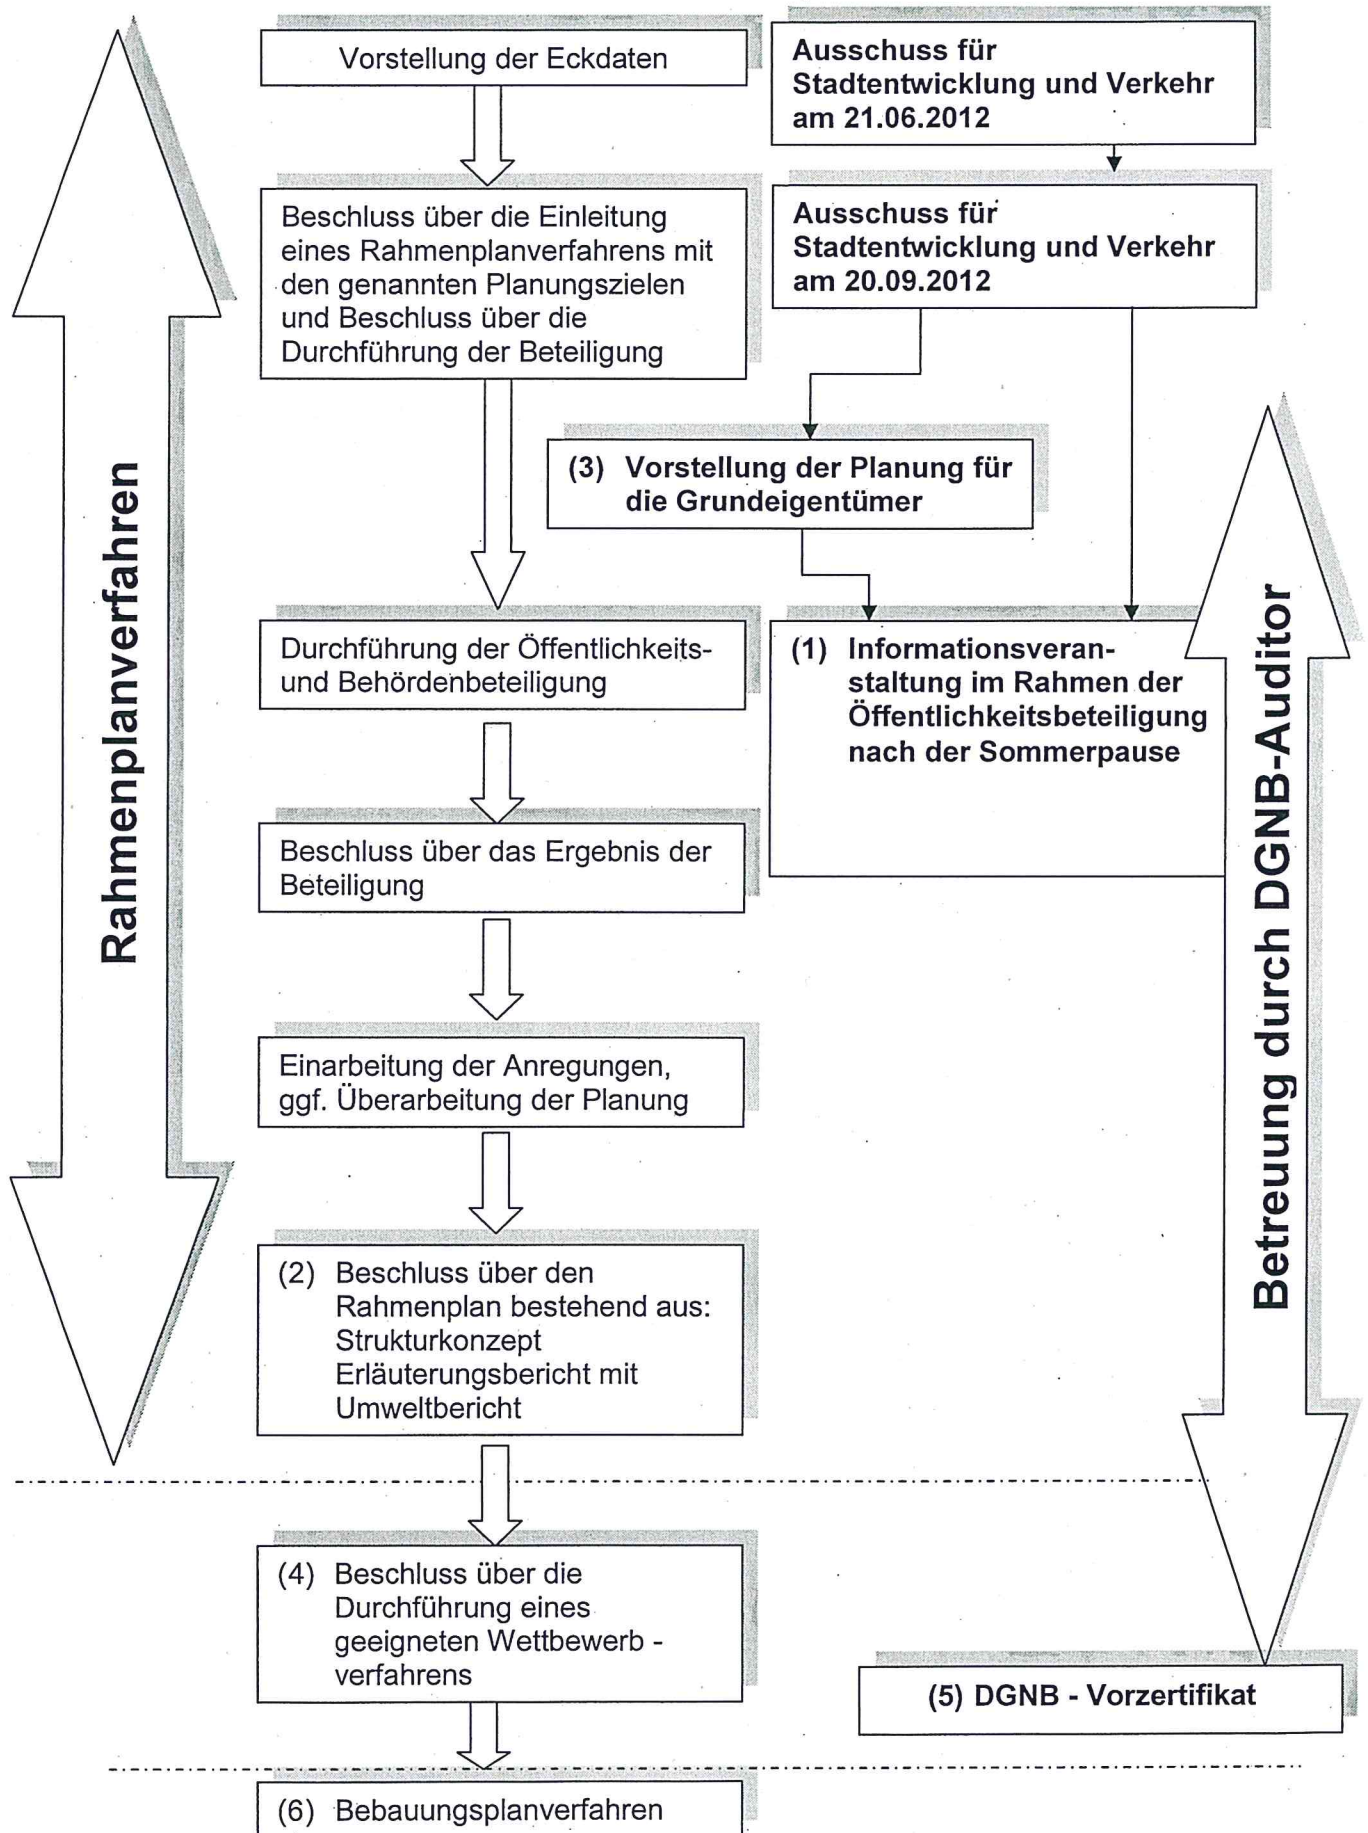 Vorstellung der Eckdaten
Ausschuss für
Stadtentwicklung und Verkehr
am 21.06.2012
Beschluss über die Einleitung
eines Rahmenplanverfahrens mit
den genannten Planungszielen
und Beschluss über die
Durchführung der Beteiligung
Ausschuss für
Stadtentwicklung und Verkehr
am 20.09.2012
(3) Vorstellung der Planung für
die Grundeigentümer
Rahmenplanverfahren
Durchführung der Öffentlichkeits-
und Behördenbeteiligung
(1) Informationsveran-
staltung im Rahmen der
Öffentlichkeitsbeteiligung
nach der Sommerpause
Betreuung durch DGNB-Auditor
Beschluss über das Ergebnis der
Beteiligung
Einarbeitung der Anregungen,
ggf. Überarbeitung der Planung
(2) Beschluss über den
Rahmenplan bestehend aus:
Strukturkonzept
Erläuterungsbericht mit
Umweltbericht
(4) Beschluss über die
Durchführung eines
geeigneten Wettbewerb -
verfahrens
(5) DGNB - Vorzertifikat
(6) Bebauungsplanverfahren